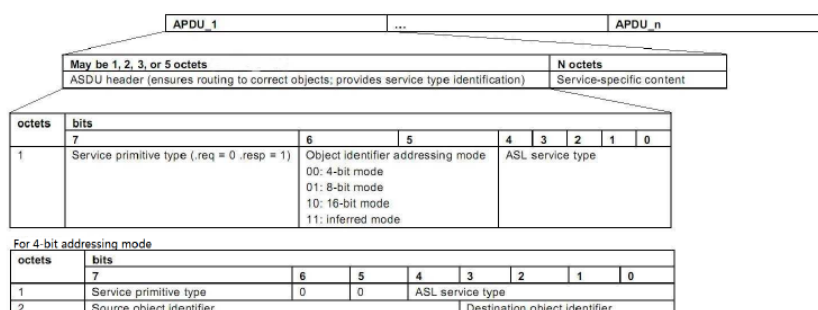 APDU_1 ... APDU_n
May be 1, 2, 3, or 5 octets N octets
ASDU header (ensures routing to correct objects; provides service type identification) Service-specific content
octets bits
7 6 5 4 3 2 1 0
1 Service primitive type (.req = 0 .resp = 1) Object identifier addressing mode ASL service type
00: 4-bit mode
01: 8-bit mode
10: 16-bit mode
11: inferred mode
For 4-bit addressing mode
octets bits
7 6 5 4 3 2 1 0
1 Service primitive type 0 0 ASL service type
2 Source object identifier Destination object identifier